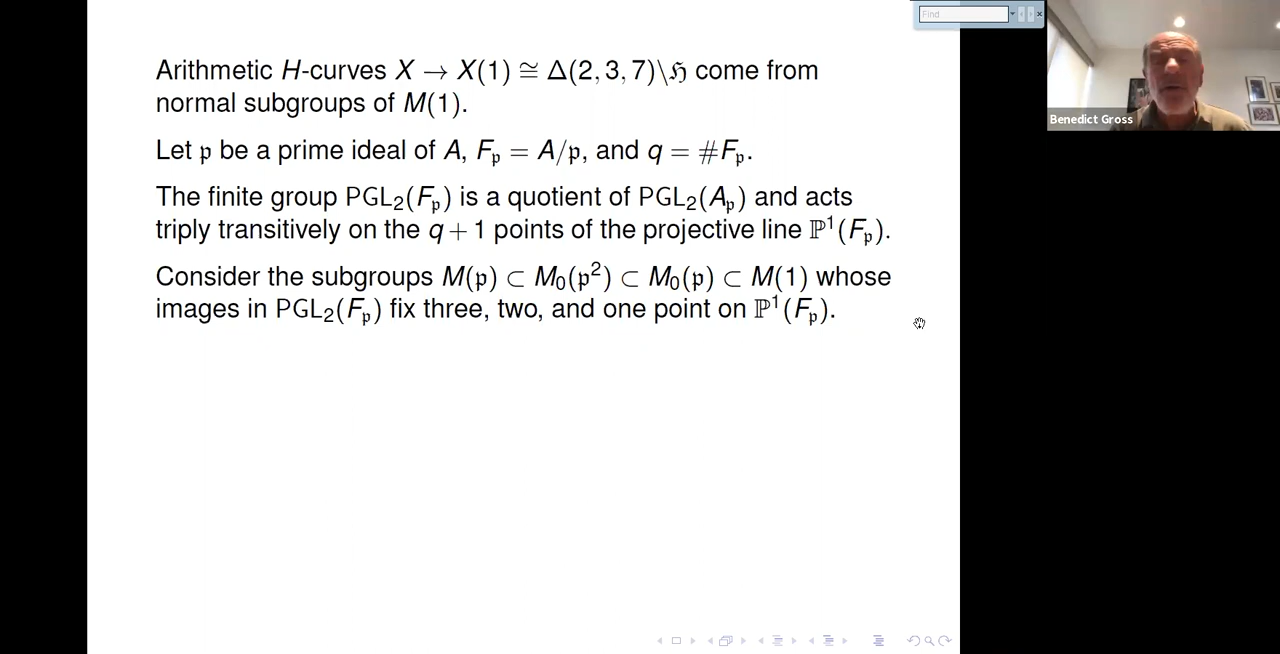 Find
Arithmetic H-curves X → X(1) ≅ Δ(2, 3, 7)\ℌ come from
normal subgroups of M(1).
Benedict Gross
Let 𝔭 be a prime ideal of A, F_𝔭 = A/𝔭, and q = #F_𝔭.
The finite group PGL₂(F_𝔭) is a quotient of PGL₂(A_𝔭) and acts
triply transitively on the q + 1 points of the projective line ℙ¹(F_𝔭).
Consider the subgroups M(𝔭) ⊂ M₀(𝔭²) ⊂ M₀(𝔭) ⊂ M(1) whose
images in PGL₂(F_𝔭) fix three, two, and one point on ℙ¹(F_𝔭).